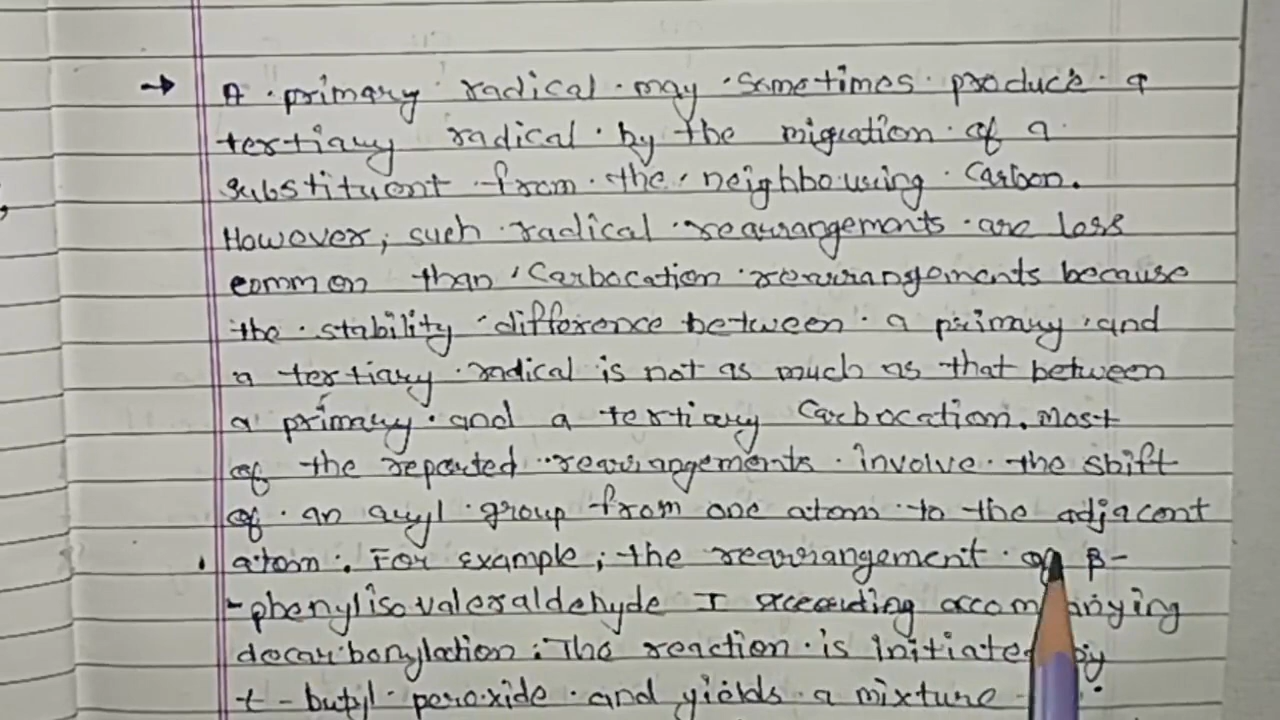 → A primary radical may sometimes produce a
tertiary radical by the migration of a
substituent from the neighbouring carbon.
However, such radical rearrangements are less
common than carbocation rearrangements because
the stability difference between a primary and
a tertiary radical is not as much as that between
a primary and a tertiary carbocation. Most
of the reported rearrangements involve the shift
of an aryl group from one atom to the adjacent
atom. For example, the rearrangement of β-
-phenylisovaleraldehyde I accompanying
decarbonylation. The reaction is initiated by
t-butyl peroxide and yields a mixture